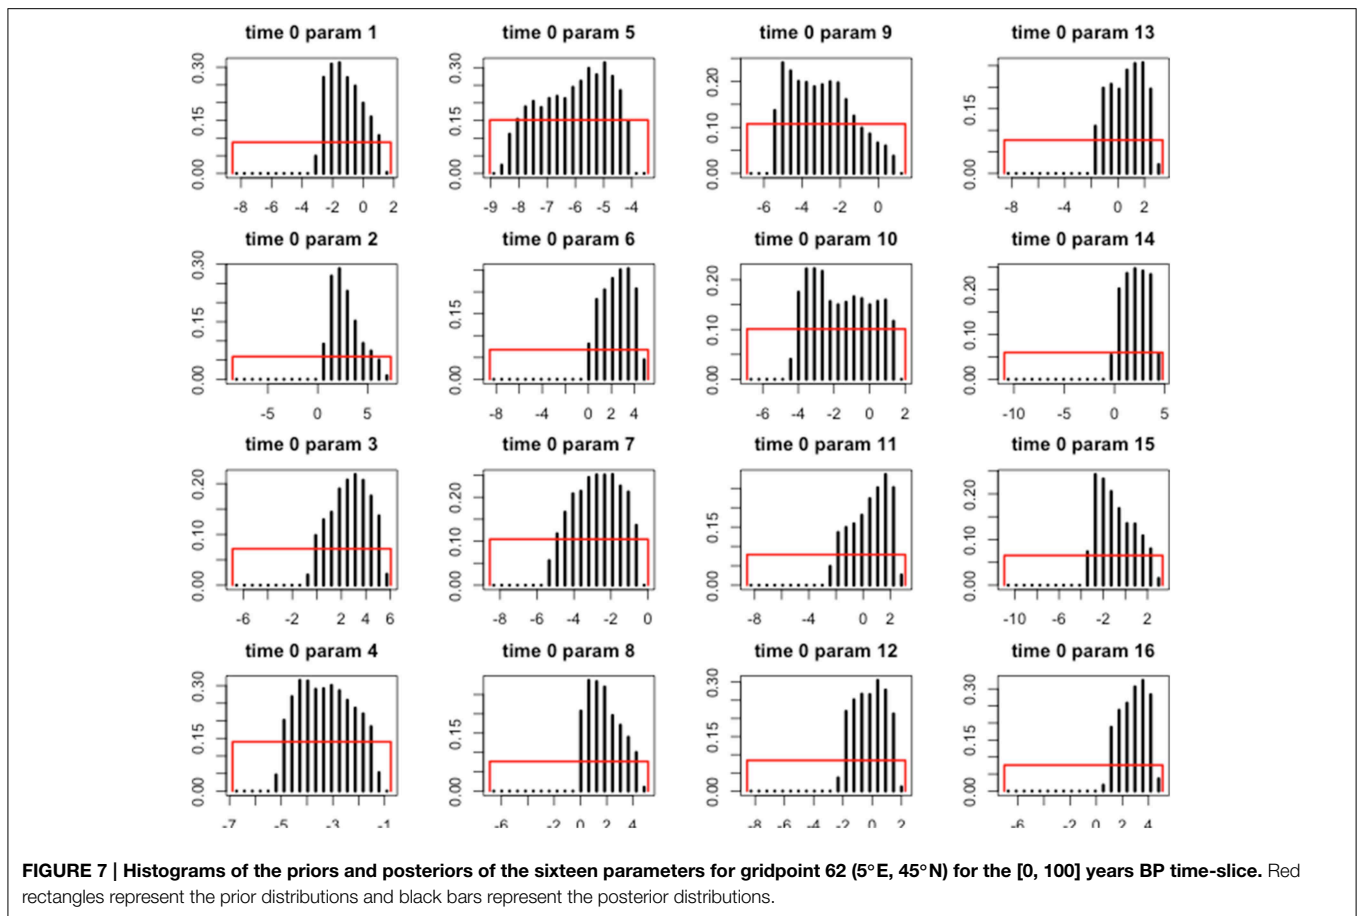 time 0 param 1 time 0 param 5 time 0 param 9 time 0 param 13
0.00 0.15 0.30 0.00 0.15 0.30 0.00 0.10 0.20 0.00 0.15
-8 -6 -4 -2 0 2 -9 -8 -7 -6 -5 -4 -6 -4 -2 0 -8 -4 0 2
time 0 param 2 time 0 param 6 time 0 param 10 time 0 param 14
0.00 0.15 0.30 0.00 0.15 0.00 0.10 0.20 0.00 0.10 0.20
-5 0 5 -8 -4 0 2 4 -6 -4 -2 0 2 -10 -5 0 5
time 0 param 3 time 0 param 7 time 0 param 11 time 0 param 15
0.00 0.10 0.20 0.00 0.10 0.20 0.00 0.15 0.00 0.10 0.20
-6 -2 2 4 6 -8 -6 -4 -2 0 -8 -4 0 2 -10 -6 -2 2
time 0 param 4 time 0 param 8 time 0 param 12 time 0 param 16
0.00 0.15 0.30 0.00 0.15 0.00 0.15 0.30 0.00 0.15 0.30
-7 -5 -3 -1 -6 -2 0 2 4 -8 -6 -4 -2 0 2 -6 -2 0 2 4
FIGURE 7 | Histograms of the priors and posteriors of the sixteen parameters for gridpoint 62 (5°E, 45°N) for the [0, 100] years BP time-slice. Red
rectangles represent the prior distributions and black bars represent the posterior distributions.